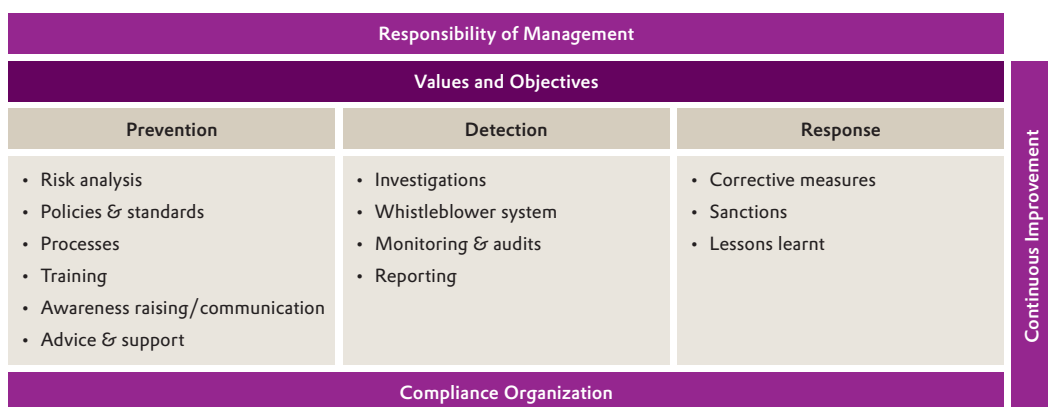 Responsibility of Management
Values and Objectives
Prevention
• Risk analysis
• Policies & standards
• Processes
• Training
• Awareness raising/communication
• Advice & support
Detection
• Investigations
• Whistleblower system
• Monitoring & audits
• Reporting
Response
• Corrective measures
• Sanctions
• Lessons learnt
Compliance Organization
Continuous Improvement